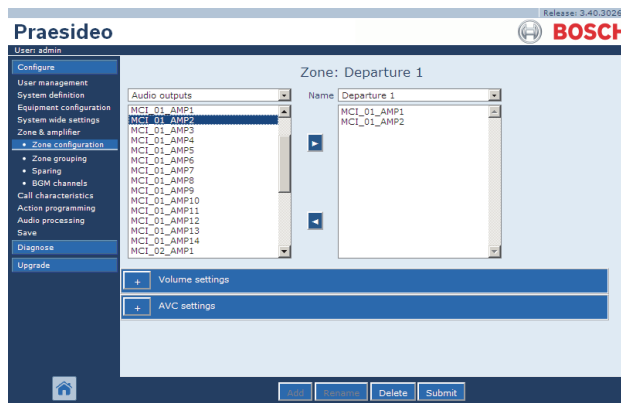 Release: 3.40.3026
Praesideo
BOSCH
User: admin
Configure
User management
System definition
Equipment configuration
System wide settings
Zone & amplifier
• Zone configuration
• Zone grouping
• Sparing
• BGM channels
Call characteristics
Action programming
Audio processing
Save
Diagnose
Upgrade
Zone: Departure 1
Audio outputs
MCI_01_AMP1
MCI_01_AMP2
MCI_01_AMP3
MCI_01_AMP4
MCI_01_AMP5
MCI_01_AMP6
MCI_01_AMP7
MCI_01_AMP8
MCI_01_AMP9
MCI_01_AMP10
MCI_01_AMP11
MCI_01_AMP12
MCI_01_AMP13
MCI_01_AMP14
MCI_02_AMP1
Name Departure 1
MCI_01_AMP1
MCI_01_AMP2
+ Volume settings
+ AVC settings
Add Rename Delete Submit